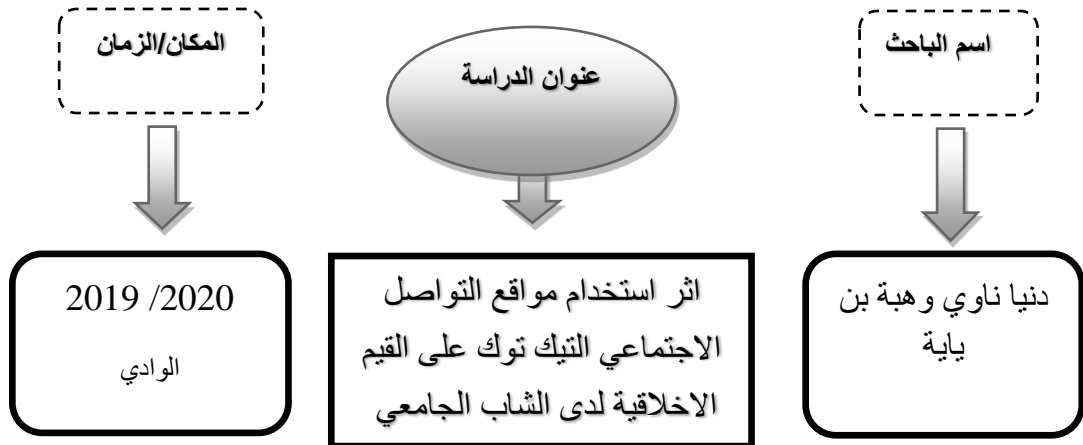 اسم الباحث
عنوان الدراسة
المكان/الزمان
دنيا ناوي وهبة بن
ياية
اثر استخدام مواقع التواصل
الاجتماعي التيك توك على القيم
الاخلاقية لدى الشاب الجامعي
2019 /2020
الوادي